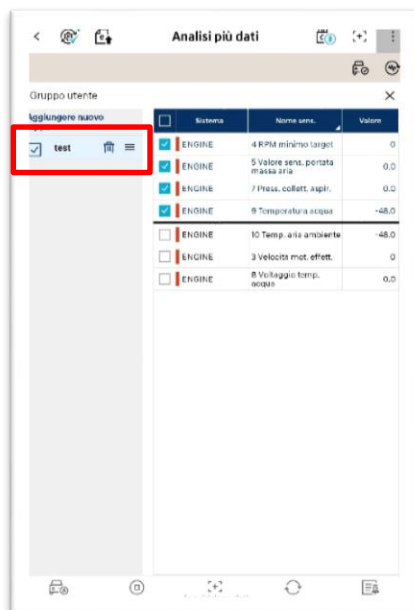 Analisi più dati
Gruppo utente
Aggiungere nuovo
test
Sistema Nome sens. Valore
ENGINE 4 RPM minimo target 0
ENGINE 5 Valore sens. portata massa aria 0.0
ENGINE 7 Press. collett. aspir. 0.0
ENGINE 9 Temperatura acqua -48.0
ENGINE 10 Temp. aria ambiente -48.0
ENGINE 3 Velocità mot. effett. 0
ENGINE 8 Voltaggio temp. acqua 0.0